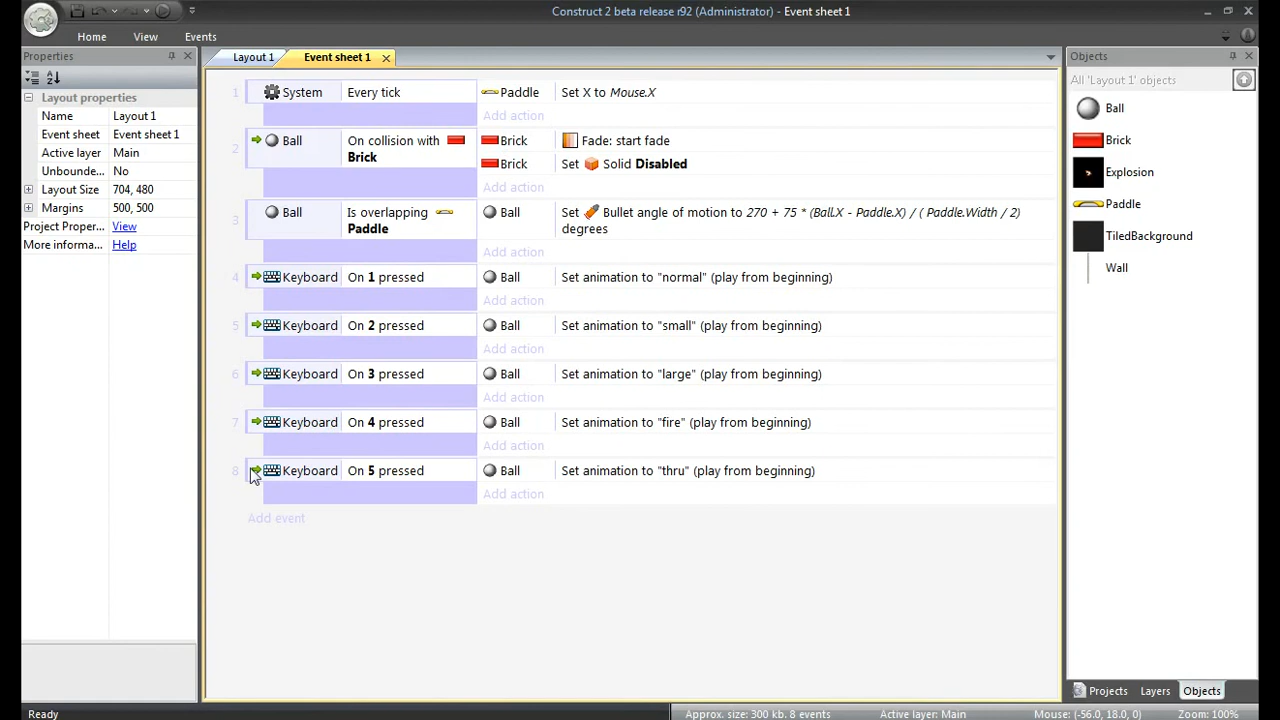 Construct 2 beta release r92 (Administrator) - Event sheet 1
Home View Events
Properties
Layout properties
Name Layout 1
Event sheet Event sheet 1
Active layer Main
Unbounde... No
Layout Size 704, 480
Margins 500, 500
Project Proper... View
More informa... Help
Layout 1 Event sheet 1
1 System Every tick Paddle Set X to Mouse.X
Add action
2 Ball On collision with Brick Brick Fade: start fade
Brick Set Solid Disabled
Add action
3 Ball Is overlapping Paddle Ball Set Bullet angle of motion to 270 + 75 * (Ball.X - Paddle.X) / ( Paddle.Width / 2)
degrees
Add action
4 Keyboard On 1 pressed Ball Set animation to "normal" (play from beginning)
Add action
5 Keyboard On 2 pressed Ball Set animation to "small" (play from beginning)
Add action
6 Keyboard On 3 pressed Ball Set animation to "large" (play from beginning)
Add action
7 Keyboard On 4 pressed Ball Set animation to "fire" (play from beginning)
Add action
8 Keyboard On 5 pressed Ball Set animation to "thru" (play from beginning)
Add action
Add event
Objects
All 'Layout 1' objects
Ball
Brick
Explosion
Paddle
TiledBackground
Wall
Projects Layers Objects
Ready Approx. size: 300 kb. 8 events Active layer: Main Mouse: (-56.0, 18.0, 0) Zoom: 100%